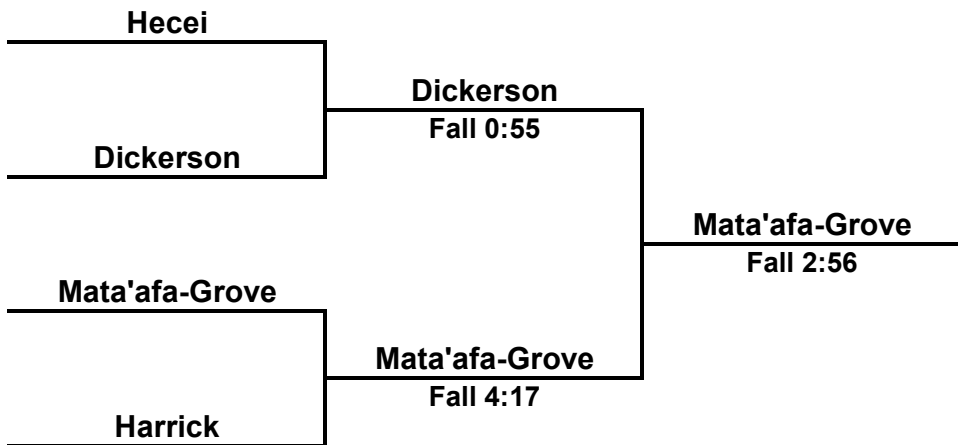 Hecei
Dickerson
Fall 0:55
Dickerson
Mata'afa-Grove
Fall 2:56
Mata'afa-Grove
Mata'afa-Grove
Fall 4:17
Harrick